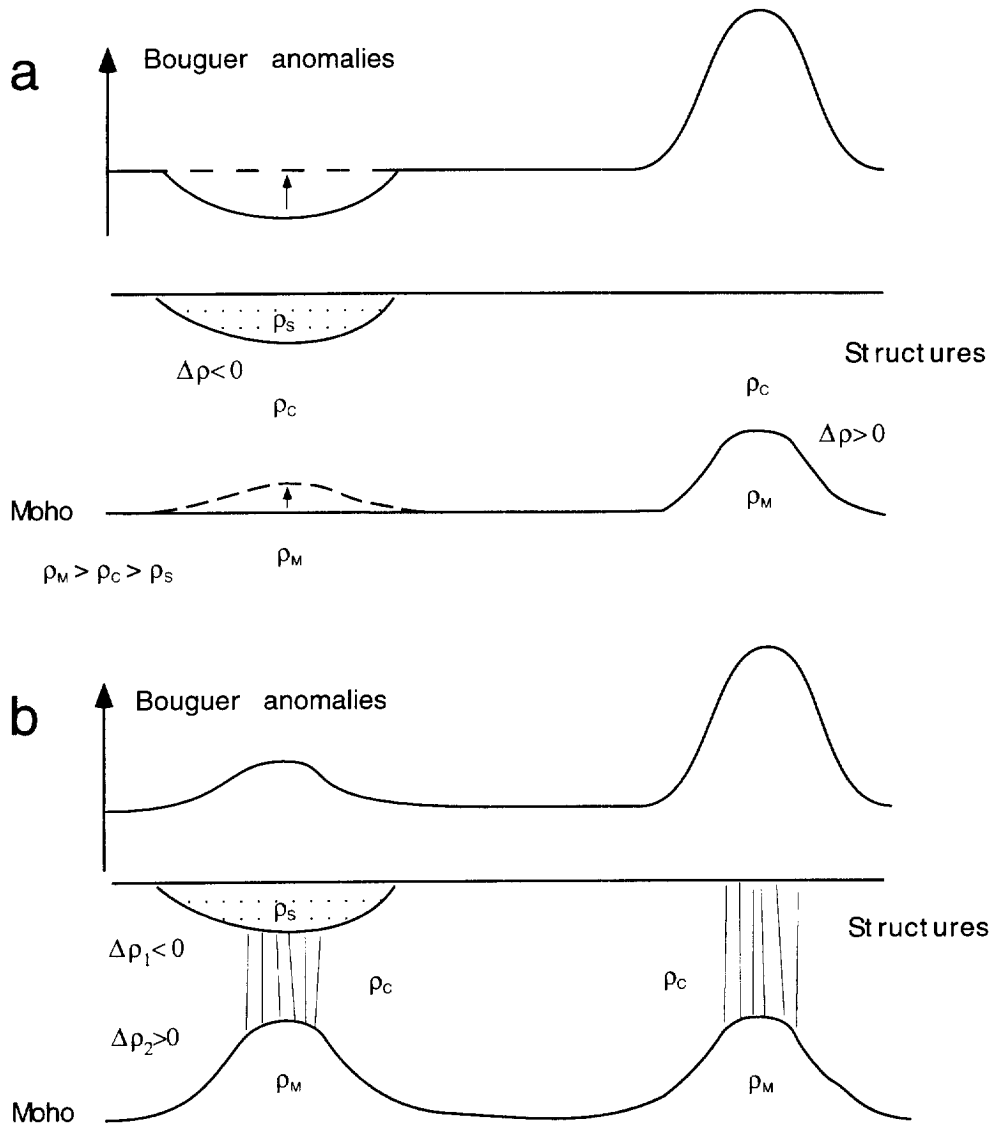 a
Bouguer anomalies
ρS
Structures
Δρ<0
ρC
ρC
Δρ>0
Moho
ρM
ρM
ρM > ρC > ρS
b
Bouguer anomalies
ρS
Structures
Δρ1<0
ρC
ρC
Δρ2>0
ρM
ρM
Moho